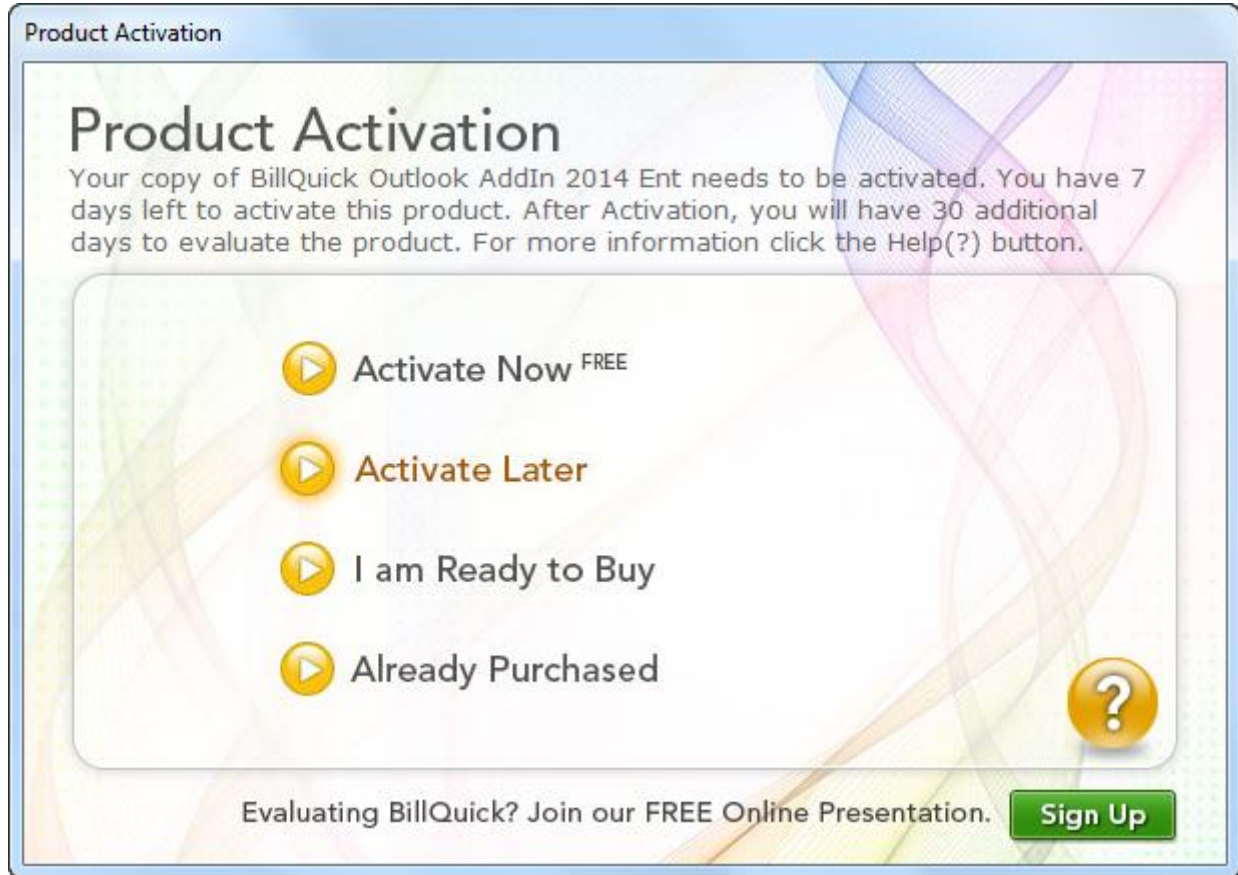 Product Activation
Product Activation
Your copy of BillQuick Outlook AddIn 2014 Ent needs to be activated. You have 7
days left to activate this product. After Activation, you will have 30 additional
days to evaluate the product. For more information click the Help(?) button.
Activate Now FREE
Activate Later
I am Ready to Buy
Already Purchased
?
Evaluating BillQuick? Join our FREE Online Presentation.
Sign Up